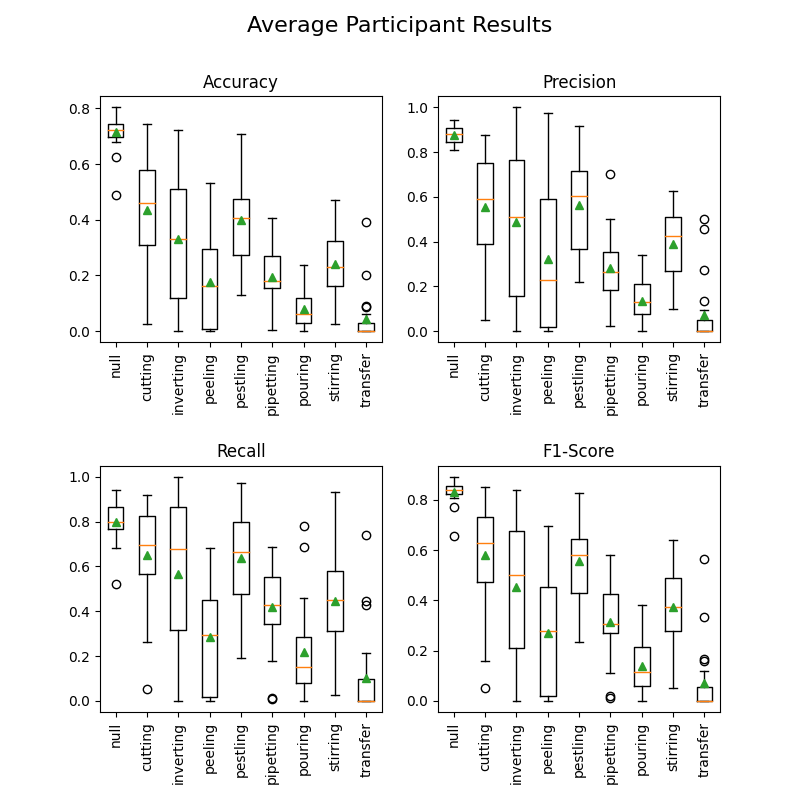 Average Participant Results
Accuracy
0.8
0.6
0.4
0.2
0.0
null
cutting
inverting
peeling
pestling
pipetting
pouring
stirring
transfer
Precision
1.0
0.8
0.6
0.4
0.2
0.0
null
cutting
inverting
peeling
pestling
pipetting
pouring
stirring
transfer
Recall
1.0
0.8
0.6
0.4
0.2
0.0
null
cutting
inverting
peeling
pestling
pipetting
pouring
stirring
transfer
F1-Score
0.8
0.6
0.4
0.2
0.0
null
cutting
inverting
peeling
pestling
pipetting
pouring
stirring
transfer